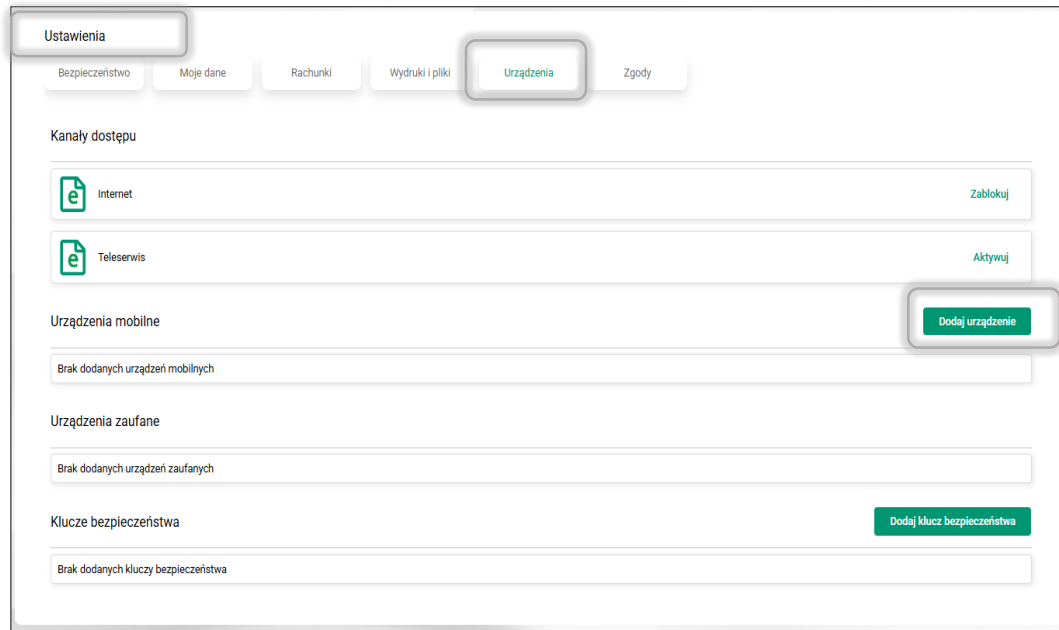 Ustawienia
Bezpieczeństwo Moje dane Rachunki Wydruki i pliki Urządzenia Zgody
Kanały dostępu
e Internet Zablokuj
e Teleserwis Aktywuj
Urządzenia mobilne Dodaj urządzenie
Brak dodanych urządzeń mobilnych
Urządzenia zaufane
Brak dodanych urządzeń zaufanych
Klucze bezpieczeństwa Dodaj klucz bezpieczeństwa
Brak dodanych kluczy bezpieczeństwa